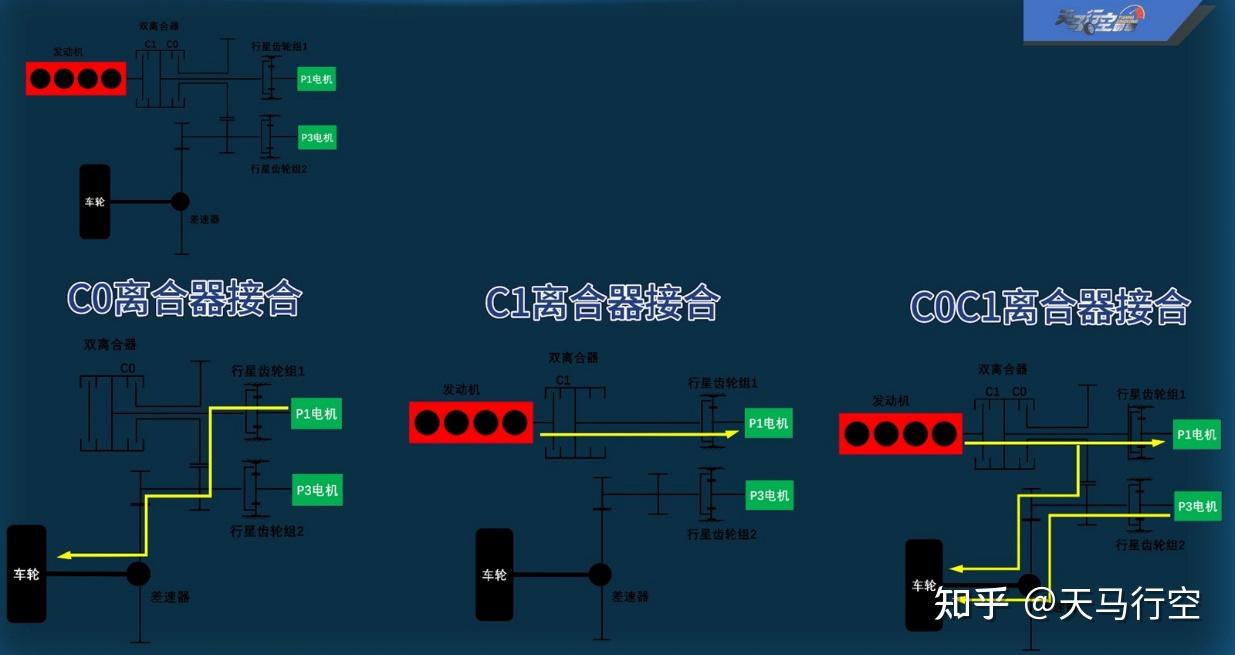 天马行空
双离合器
C1 C0
发动机
行星齿轮组1
P1电机
P3电机
行星齿轮组2
车轮
差速器
C0离合器接合
双离合器
C0
行星齿轮组1
P1电机
P3电机
行星齿轮组2
车轮
差速器
C1离合器接合
双离合器
C1
发动机
行星齿轮组1
P1电机
P3电机
行星齿轮组2
车轮
差速器
C0C1离合器接合
双离合器
C1 C0
发动机
行星齿轮组1
P1电机
P3电机
行星齿轮组2
车轮
知乎 @天马行空